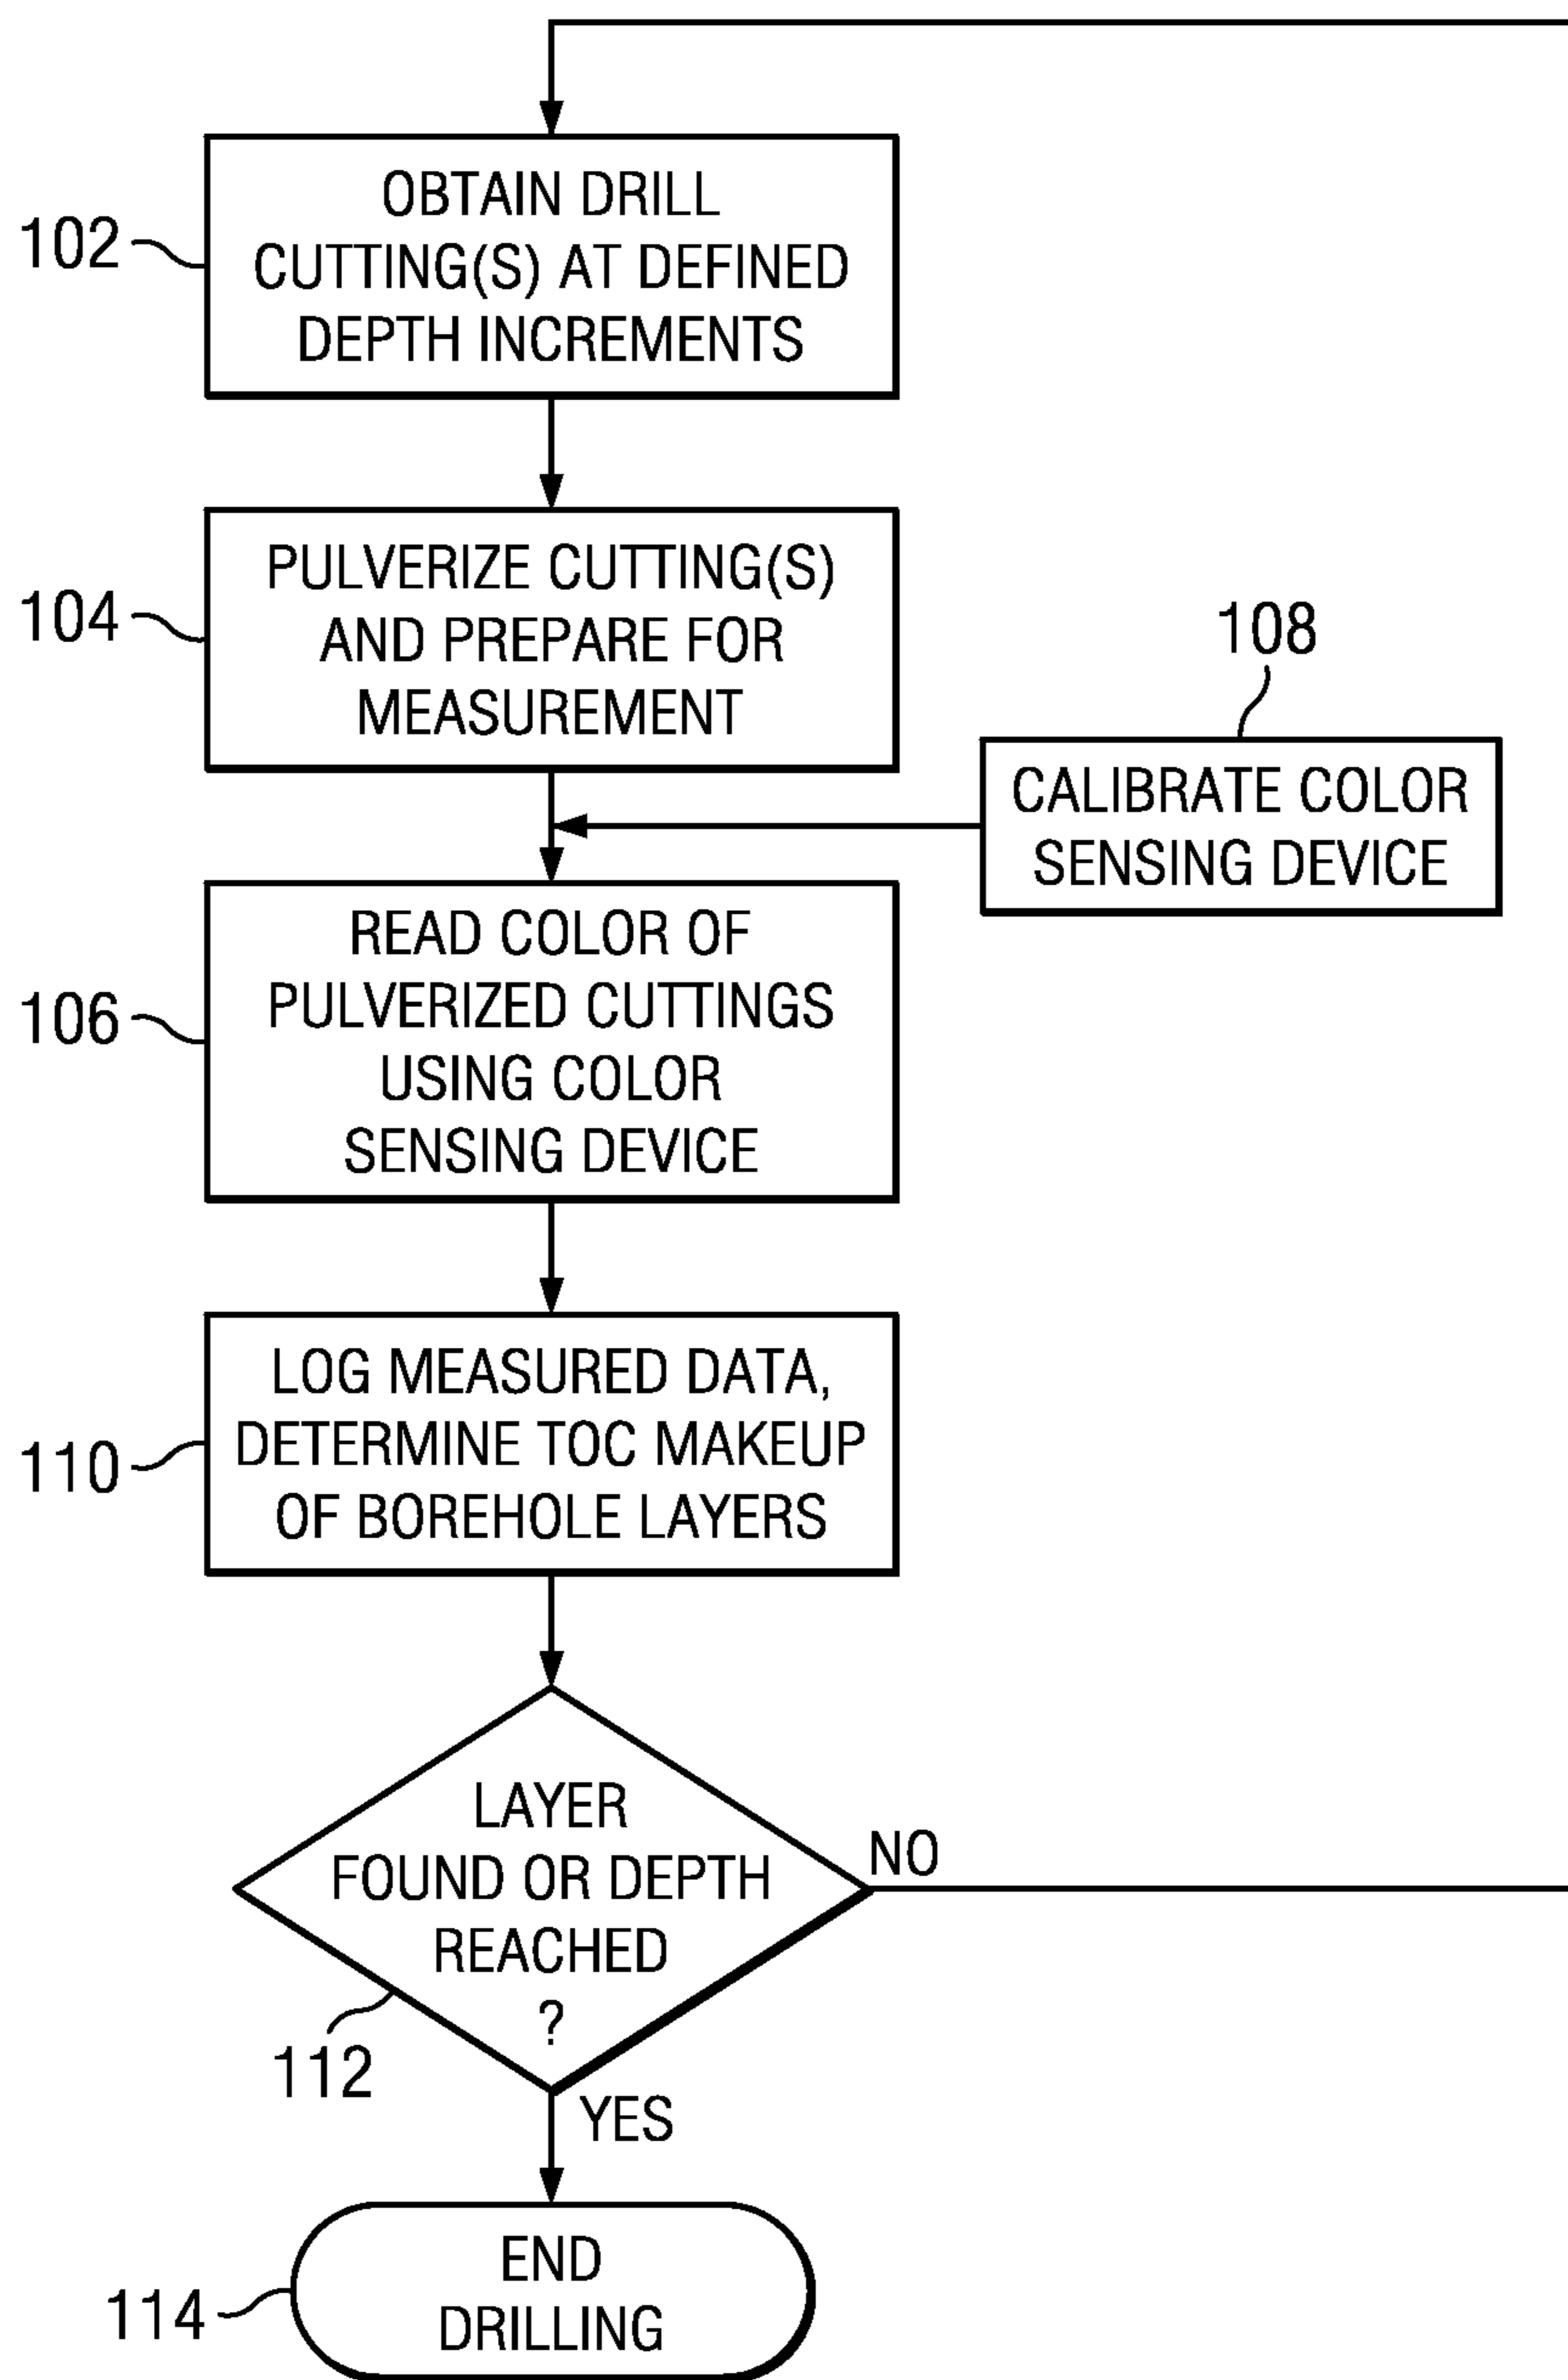 102
OBTAIN DRILL
CUTTING(S) AT DEFINED
DEPTH INCREMENTS
104
PULVERIZE CUTTING(S)
AND PREPARE FOR
MEASUREMENT
108
CALIBRATE COLOR
SENSING DEVICE
106
READ COLOR OF
PULVERIZED CUTTINGS
USING COLOR
SENSING DEVICE
110
LOG MEASURED DATA,
DETERMINE TOC MAKEUP
OF BOREHOLE LAYERS
LAYER
FOUND OR DEPTH
REACHED
?
NO
112
YES
114
END
DRILLING